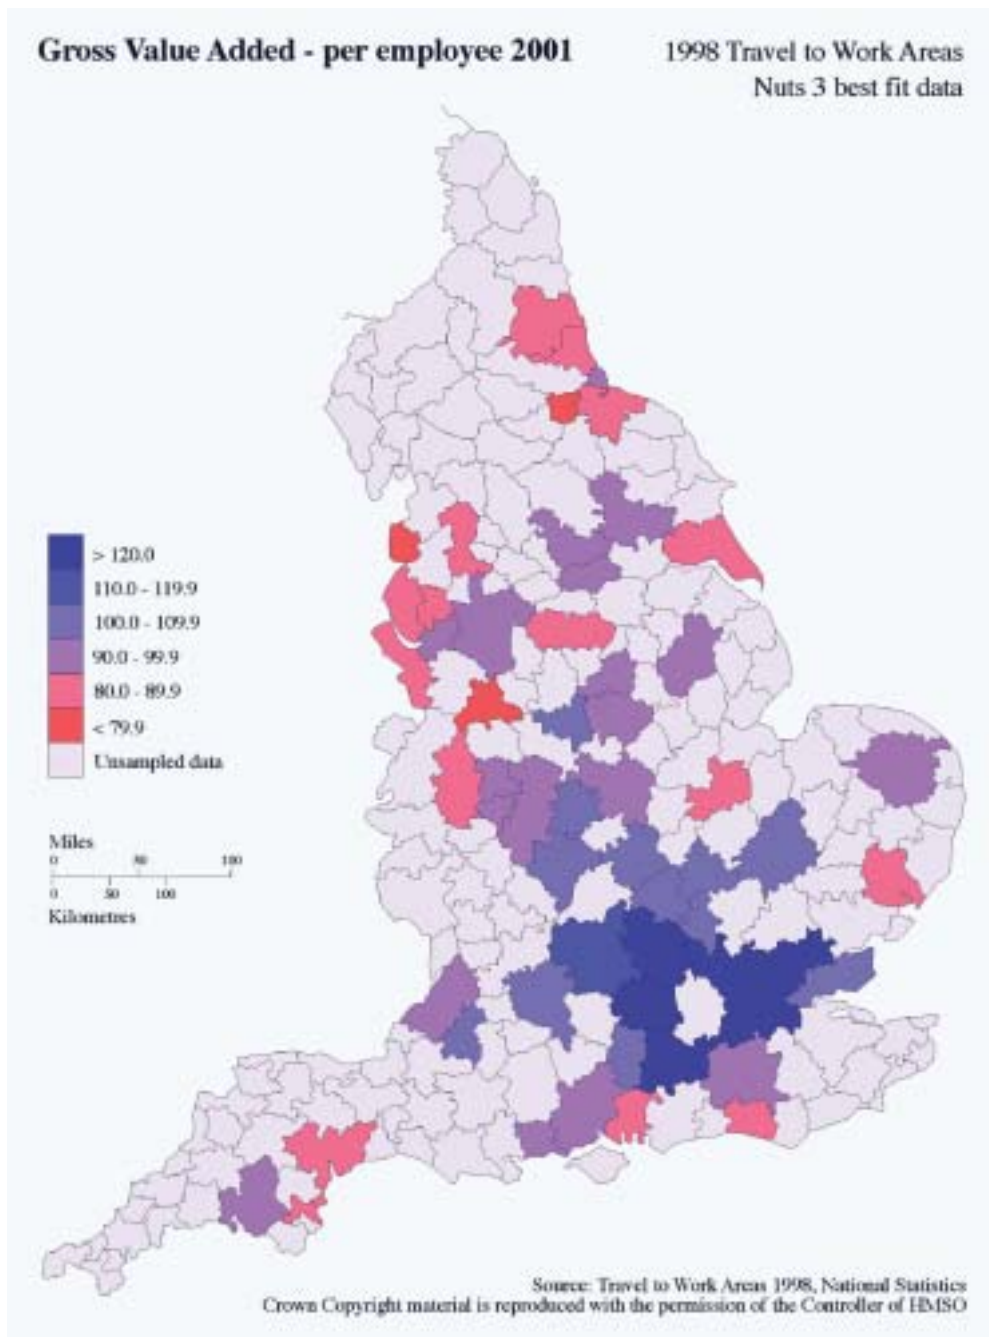 Gross Value Added - per employee 2001
1998 Travel to Work Areas
Nuts 3 best fit data
> 120.0
110.0 - 119.9
100.0 - 109.9
90.0 - 99.9
80.0 - 89.9
< 79.9
Unsampled data
Miles
0 50 100
0 50 100
Kilometres
Source: Travel to Work Areas 1998, National Statistics
Crown Copyright material is reproduced with the permission of the Controller of HMSO